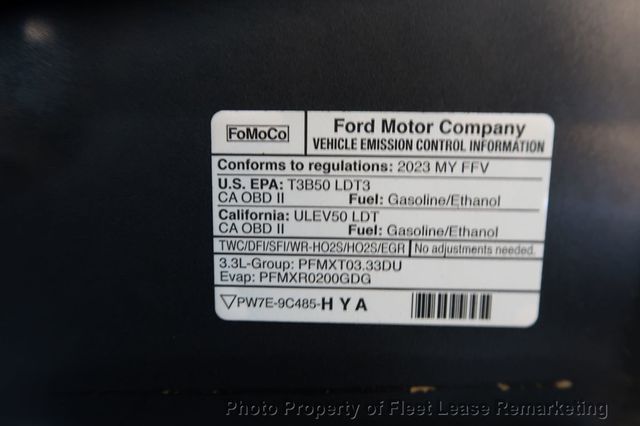 FoMoCo
Ford Motor Company
VEHICLE EMISSION CONTROL INFORMATION
Conforms to regulations: 2023 MY FFV
U.S. EPA: T3B50 LDT3
CA OBD II Fuel: Gasoline/Ethanol
California: ULEV50 LDT
CA OBD II Fuel: Gasoline/Ethanol
TWC/DFI/SFI/WR-HO2S/HO2S/EGR No adjustments needed.
3.3L-Group: PFMXT03.33DU
Evap: PFMXR0200GDG
PW7E-9C485-HYA
Photo Property of Fleet Lease Remarketing